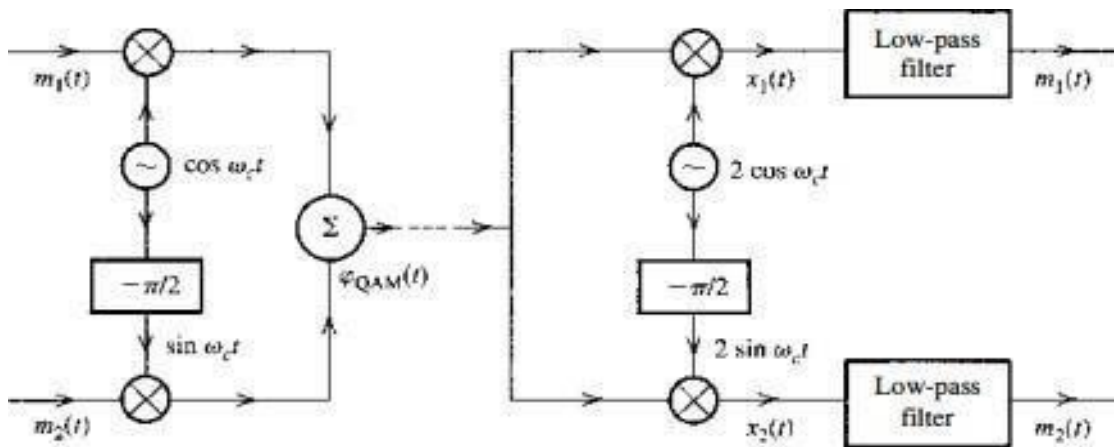 m₁(t)
cos ω_c t
−π/2
sin ω_c t
m₂(t)
Σ
φ_QAM(t)
x₁(t)
Low-pass
filter
m₁(t)
2 cos ω_c t
−π/2
2 sin ω_c t
x₂(t)
Low-pass
filter
m₂(t)